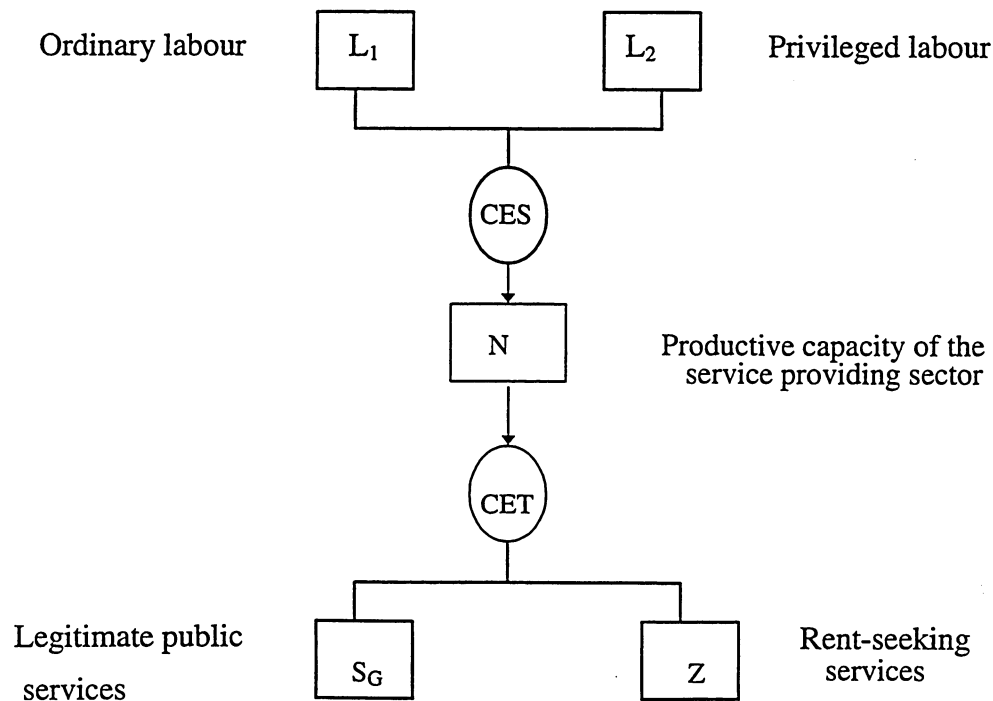 Ordinary labour L₁ L₂ Privileged labour
CES
N
Productive capacity of the
service providing sector
CET
Legitimate public
services
S_G
Z
Rent-seeking
services